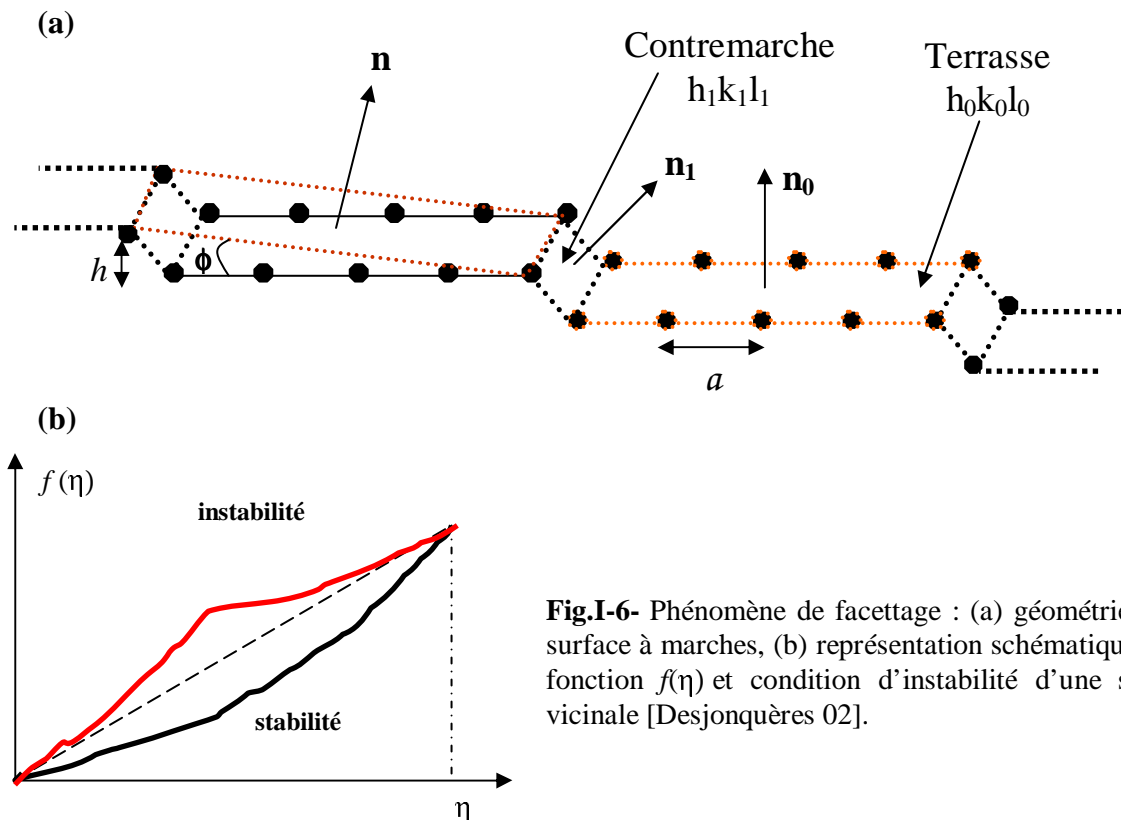 (a)
n
Contremarche
h₁k₁l₁
Terrasse
h₀k₀l₀
n₁
n₀
h
ϕ
a
(b)
f (η)
instabilité
stabilité
η
Fig.I-6- Phénomène de facettage : (a) géométrie
surface à marches, (b) représentation schématiqu
fonction f(η) et condition d’instabilité d’une s
vicinale [Desjonquères 02].